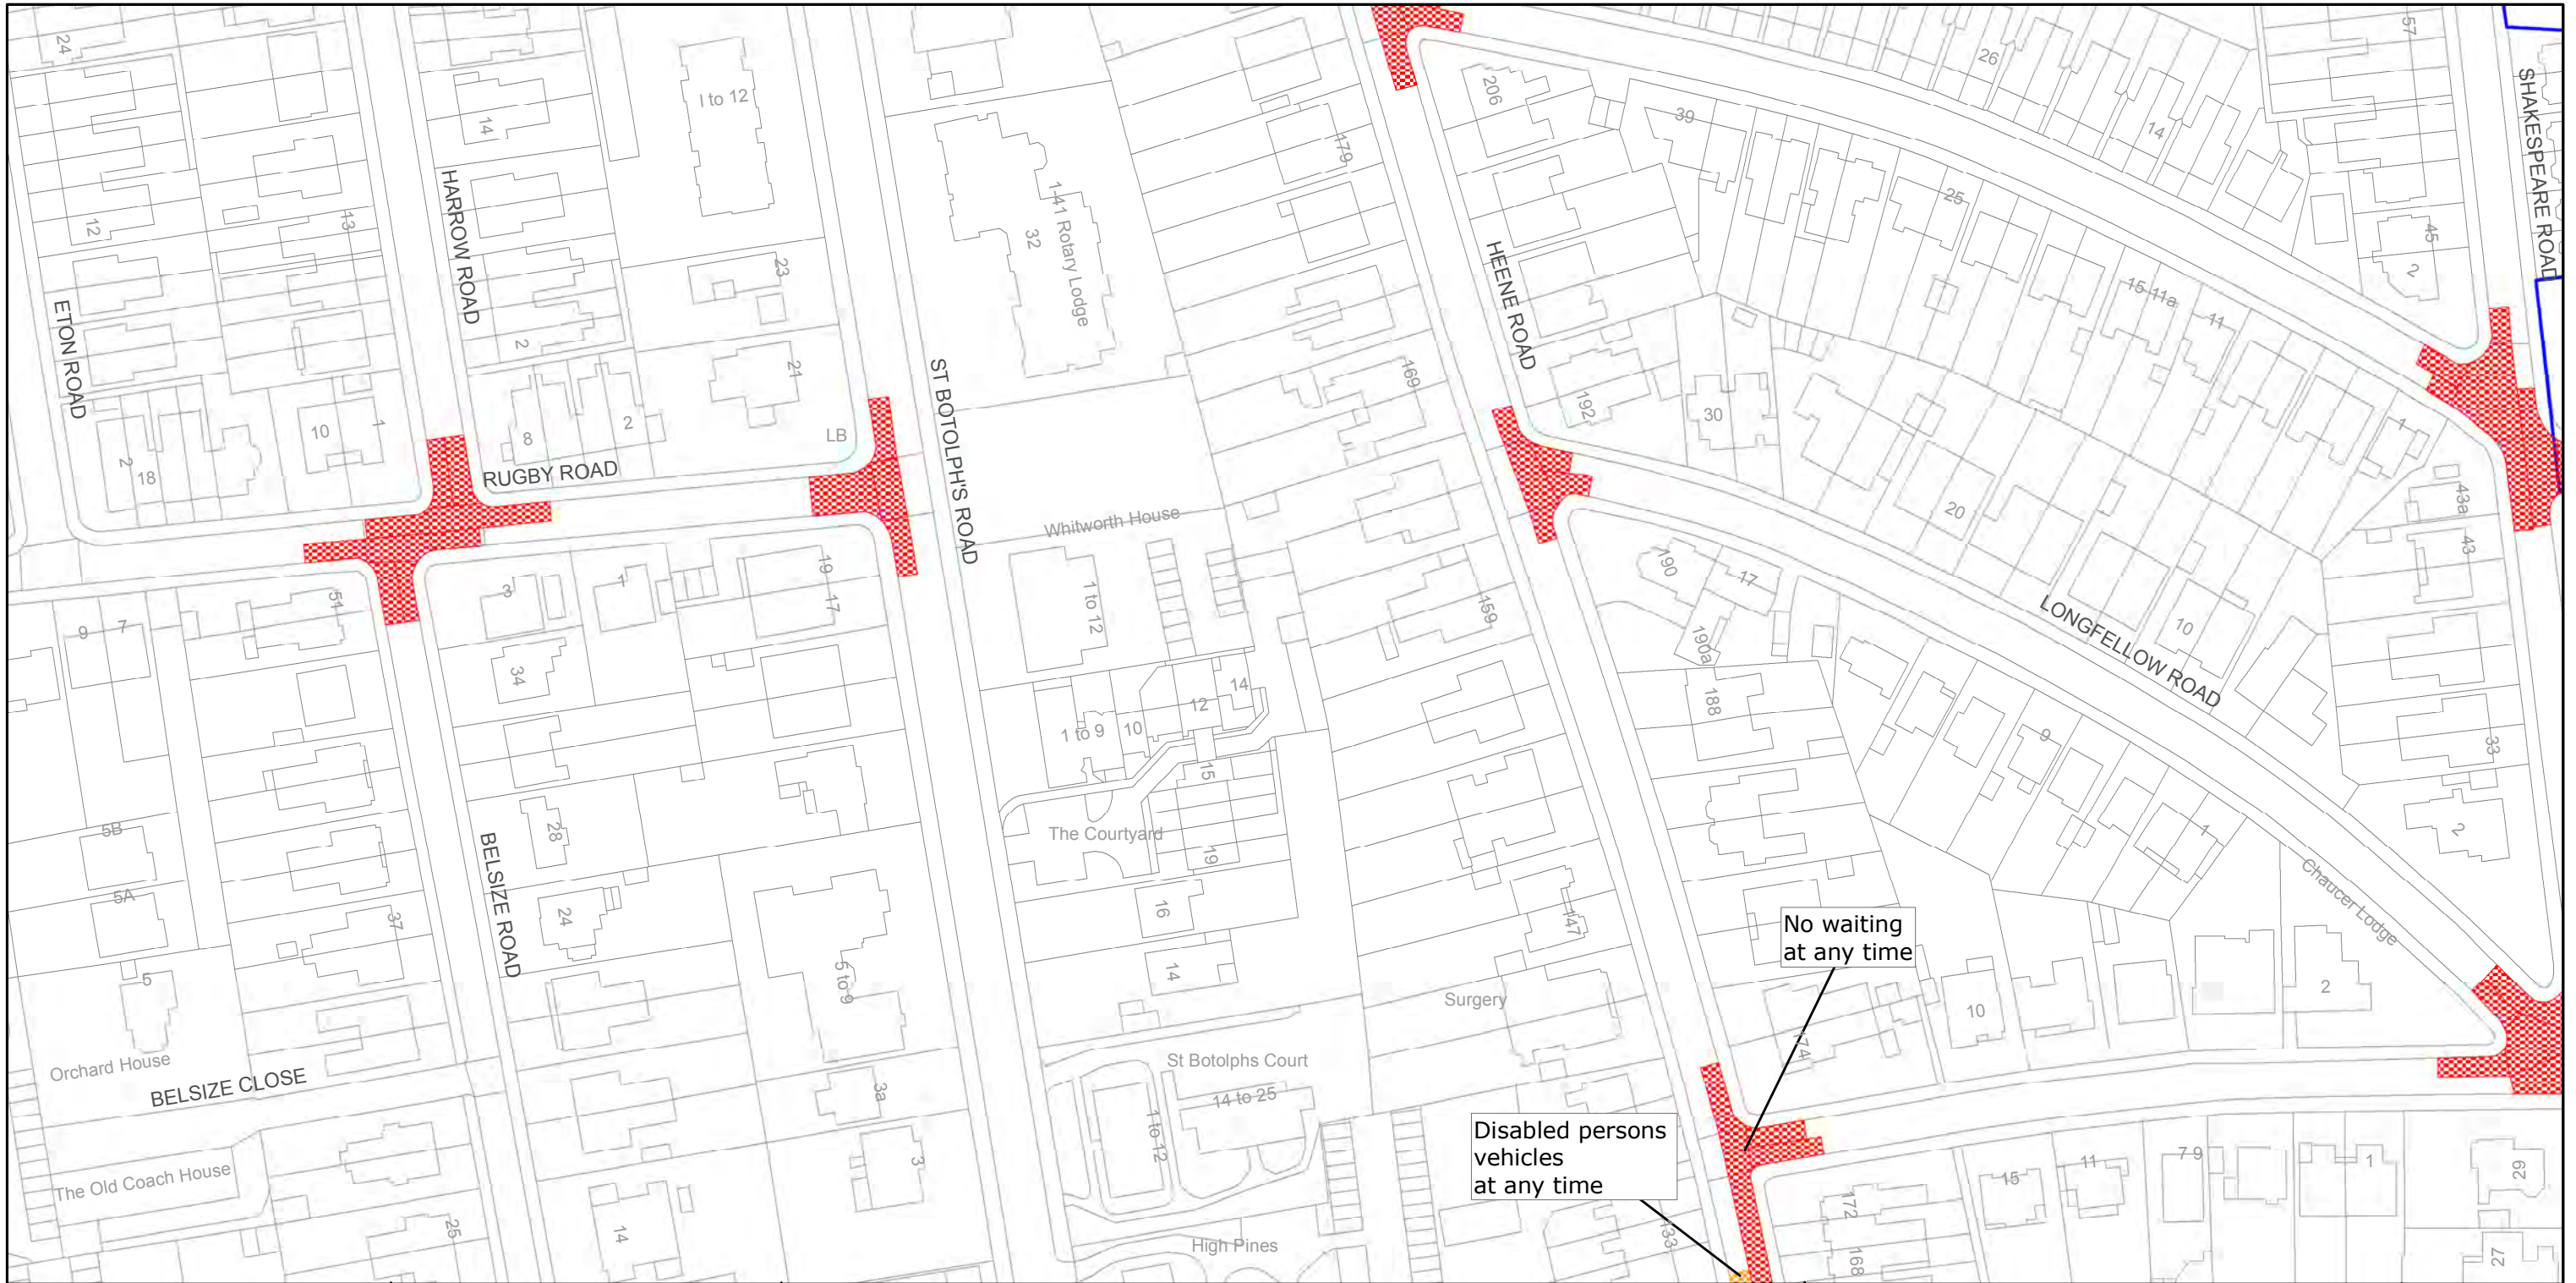 24
I to 12
26
57
SHAKESPEARE ROAD
14
206
39
14
179
HARROW ROAD
12
13
1-41 Rotary Lodge
32
25
45
2
23
HEENE ROAD
15
11a
11
ETON ROAD
2
21
ST BOTOLPH'S ROAD
169
192
30
1
10
1
8
2
LB
2
18
RUGBY ROAD
43a
Whitworth House
20
43
3
1
19
17
51
1 to 12
159
190
17
9
7
190a
10
LONGFELLOW ROAD
34
14
12
188
1 to 9
10
9
33
15
5B
28
The Courtyard
19
1
2
BELSIZE ROAD
Chaucer Lodge
5A
37
24
16
147
No waiting
at any time
5
5 to 9
14
Surgery
10
2
Orchard House
St Botolphs Court
174
BELSIZE CLOSE
3a
14 to 25
1 to 12
Disabled persons
vehicles
at any time
The Old Coach House
3
15
11
7 9
1
29
25
14
High Pines
133
172
168
27